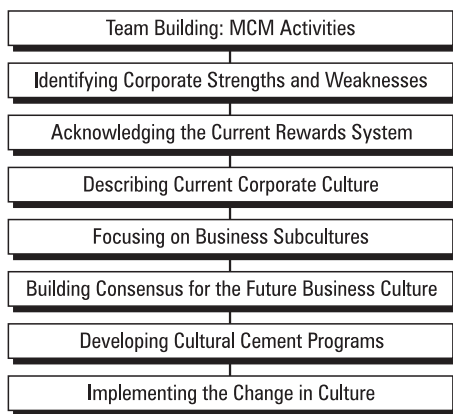 Team Building: MCM Activities
Identifying Corporate Strengths and Weaknesses
Acknowledging the Current Rewards System
Describing Current Corporate Culture
Focusing on Business Subcultures
Building Consensus for the Future Business Culture
Developing Cultural Cement Programs
Implementing the Change in Culture